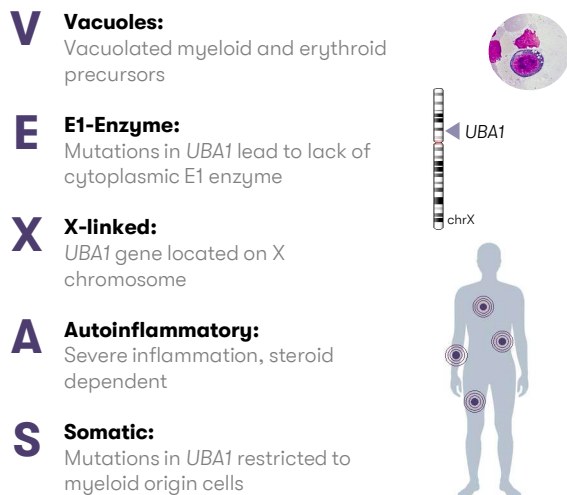 V
Vacuoles:
Vacuolated myeloid and erythroid
precursors
E
E1-Enzyme:
Mutations in UBA1 lead to lack of
cytoplasmic E1 enzyme
UBA1
X
X-linked:
UBA1 gene located on X
chromosome
chrX
A
Autoinflammatory:
Severe inflammation, steroid
dependent
S
Somatic:
Mutations in UBA1 restricted to
myeloid origin cells